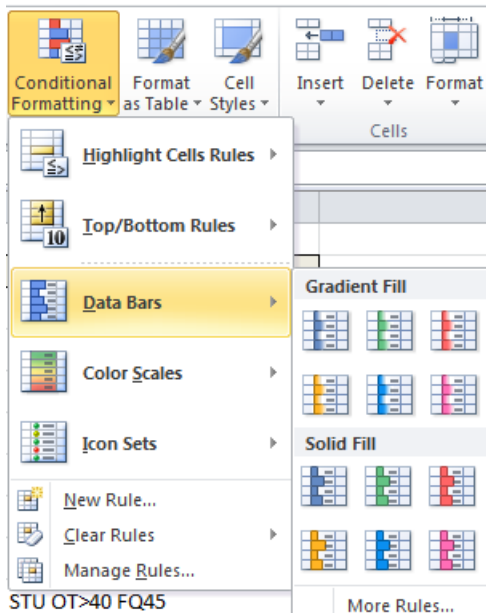 Conditional Formatting
Format as Table
Cell Styles
Insert
Delete
Format
Cells
Highlight Cells Rules
Top/Bottom Rules
10
Data Bars
Color Scales
Icon Sets
New Rule...
Clear Rules
Manage Rules...
Gradient Fill
Solid Fill
More Rules...
STU OT>40 FQ45